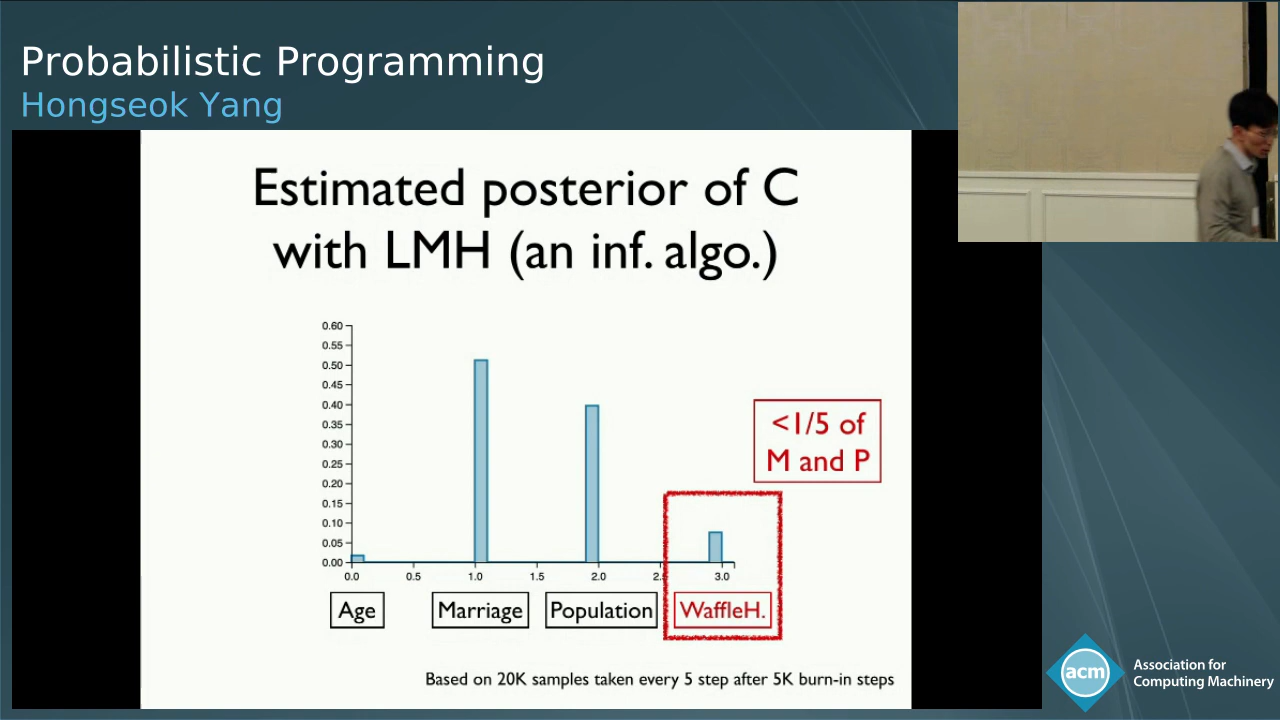 Probabilistic Programming
Hongseok Yang
Estimated posterior of C
with LMH (an inf. algo.)
0.60
0.55
0.50
0.45
0.40
0.35
0.30
0.25
0.20
0.15
0.10
0.05
0.00
<1/5 of
M and P
0.0 0.5 1.0 1.5 2.0 2.5 3.0
Age Marriage Population WaffleH.
Based on 20K samples taken every 5 step after 5K burn-in steps
acm
Association for
Computing Machinery